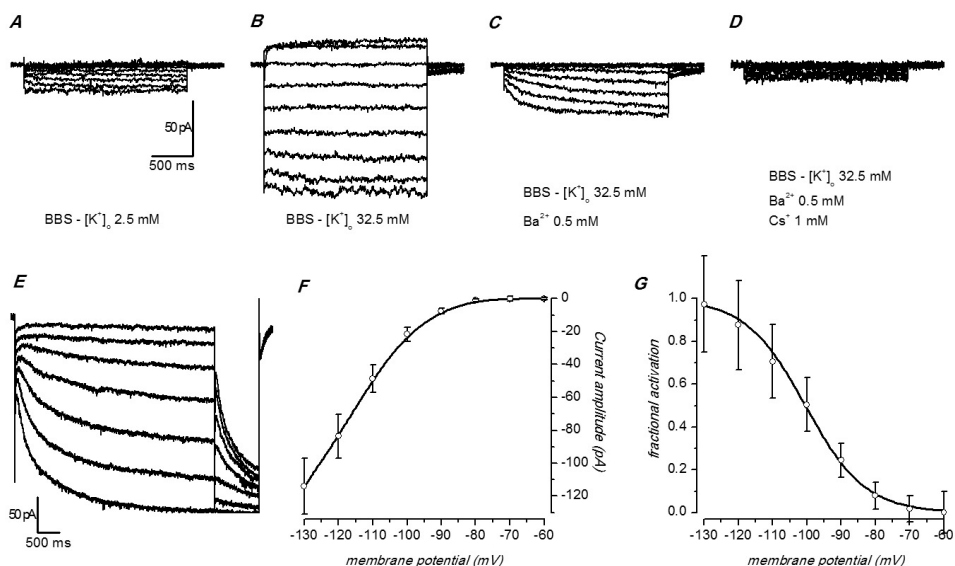 A
B
C
D
50 pA
500 ms
BBS - [K⁺]ₒ 2.5 mM
BBS - [K⁺]ₒ 32.5 mM
BBS - [K⁺]ₒ 32.5 mM
Ba²⁺ 0.5 mM
BBS - [K⁺]ₒ 32.5 mM
Ba²⁺ 0.5 mM
Cs⁺ 1 mM
E
50 pA
500 ms
F
0
-20
-40
-60
-80
-100
-120
Current amplitude (pA)
-130 -120 -110 -100 -90 -80 -70 -60
membrane potential (mV)
G
fractional activation
1.0
0.8
0.6
0.4
0.2
0.0
-130 -120 -110 -100 -90 -80 -70 -60
membrane potential (mV)